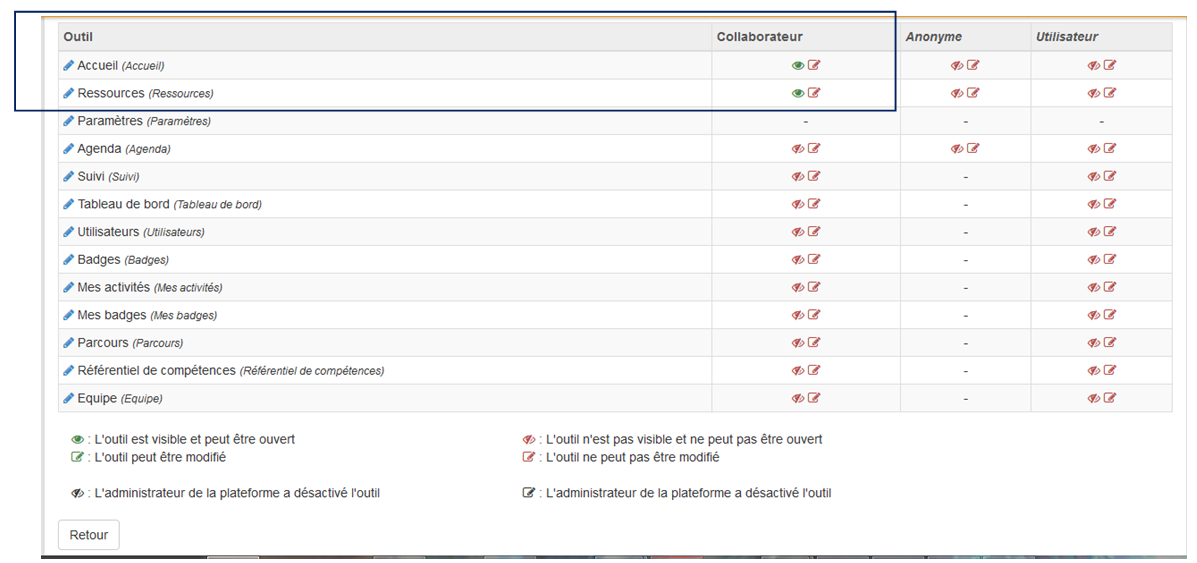 Outil Collaborateur Anonyme Utilisateur
Accueil (Accueil)
Ressources (Ressources)
Paramètres (Paramètres) - - -
Agenda (Agenda)
Suivi (Suivi) -
Tableau de bord (Tableau de bord) -
Utilisateurs (Utilisateurs) -
Badges (Badges) -
Mes activités (Mes activités) -
Mes badges (Mes badges) -
Parcours (Parcours) -
Référentiel de compétences (Référentiel de compétences) -
Equipe (Equipe) -
: L'outil est visible et peut être ouvert : L'outil n'est pas visible et ne peut pas être ouvert
: L'outil peut être modifié : L'outil ne peut pas être modifié
: L'administrateur de la plateforme a désactivé l'outil : L'administrateur de la plateforme a désactivé l'outil
Retour